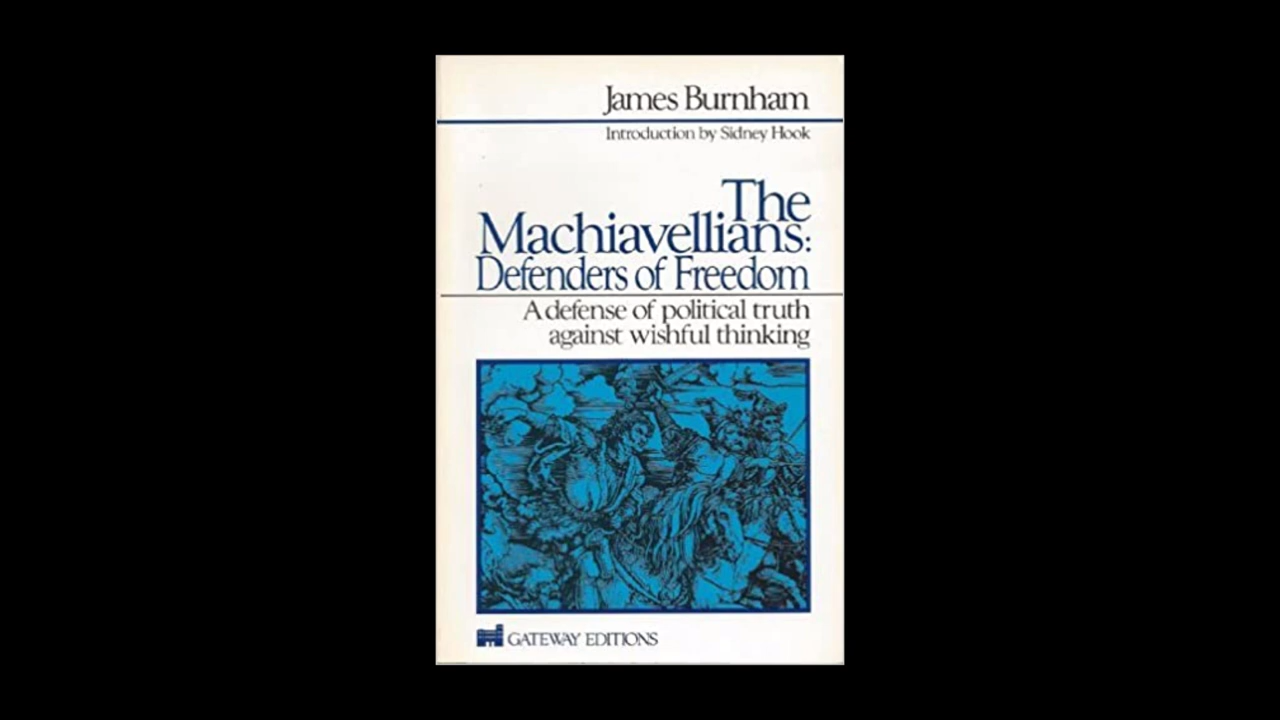 James Burnham
Introduction by Sidney Hook
The
Machiavellians:
Defenders of Freedom
A defense of political truth
against wishful thinking
GATEWAY EDITIONS